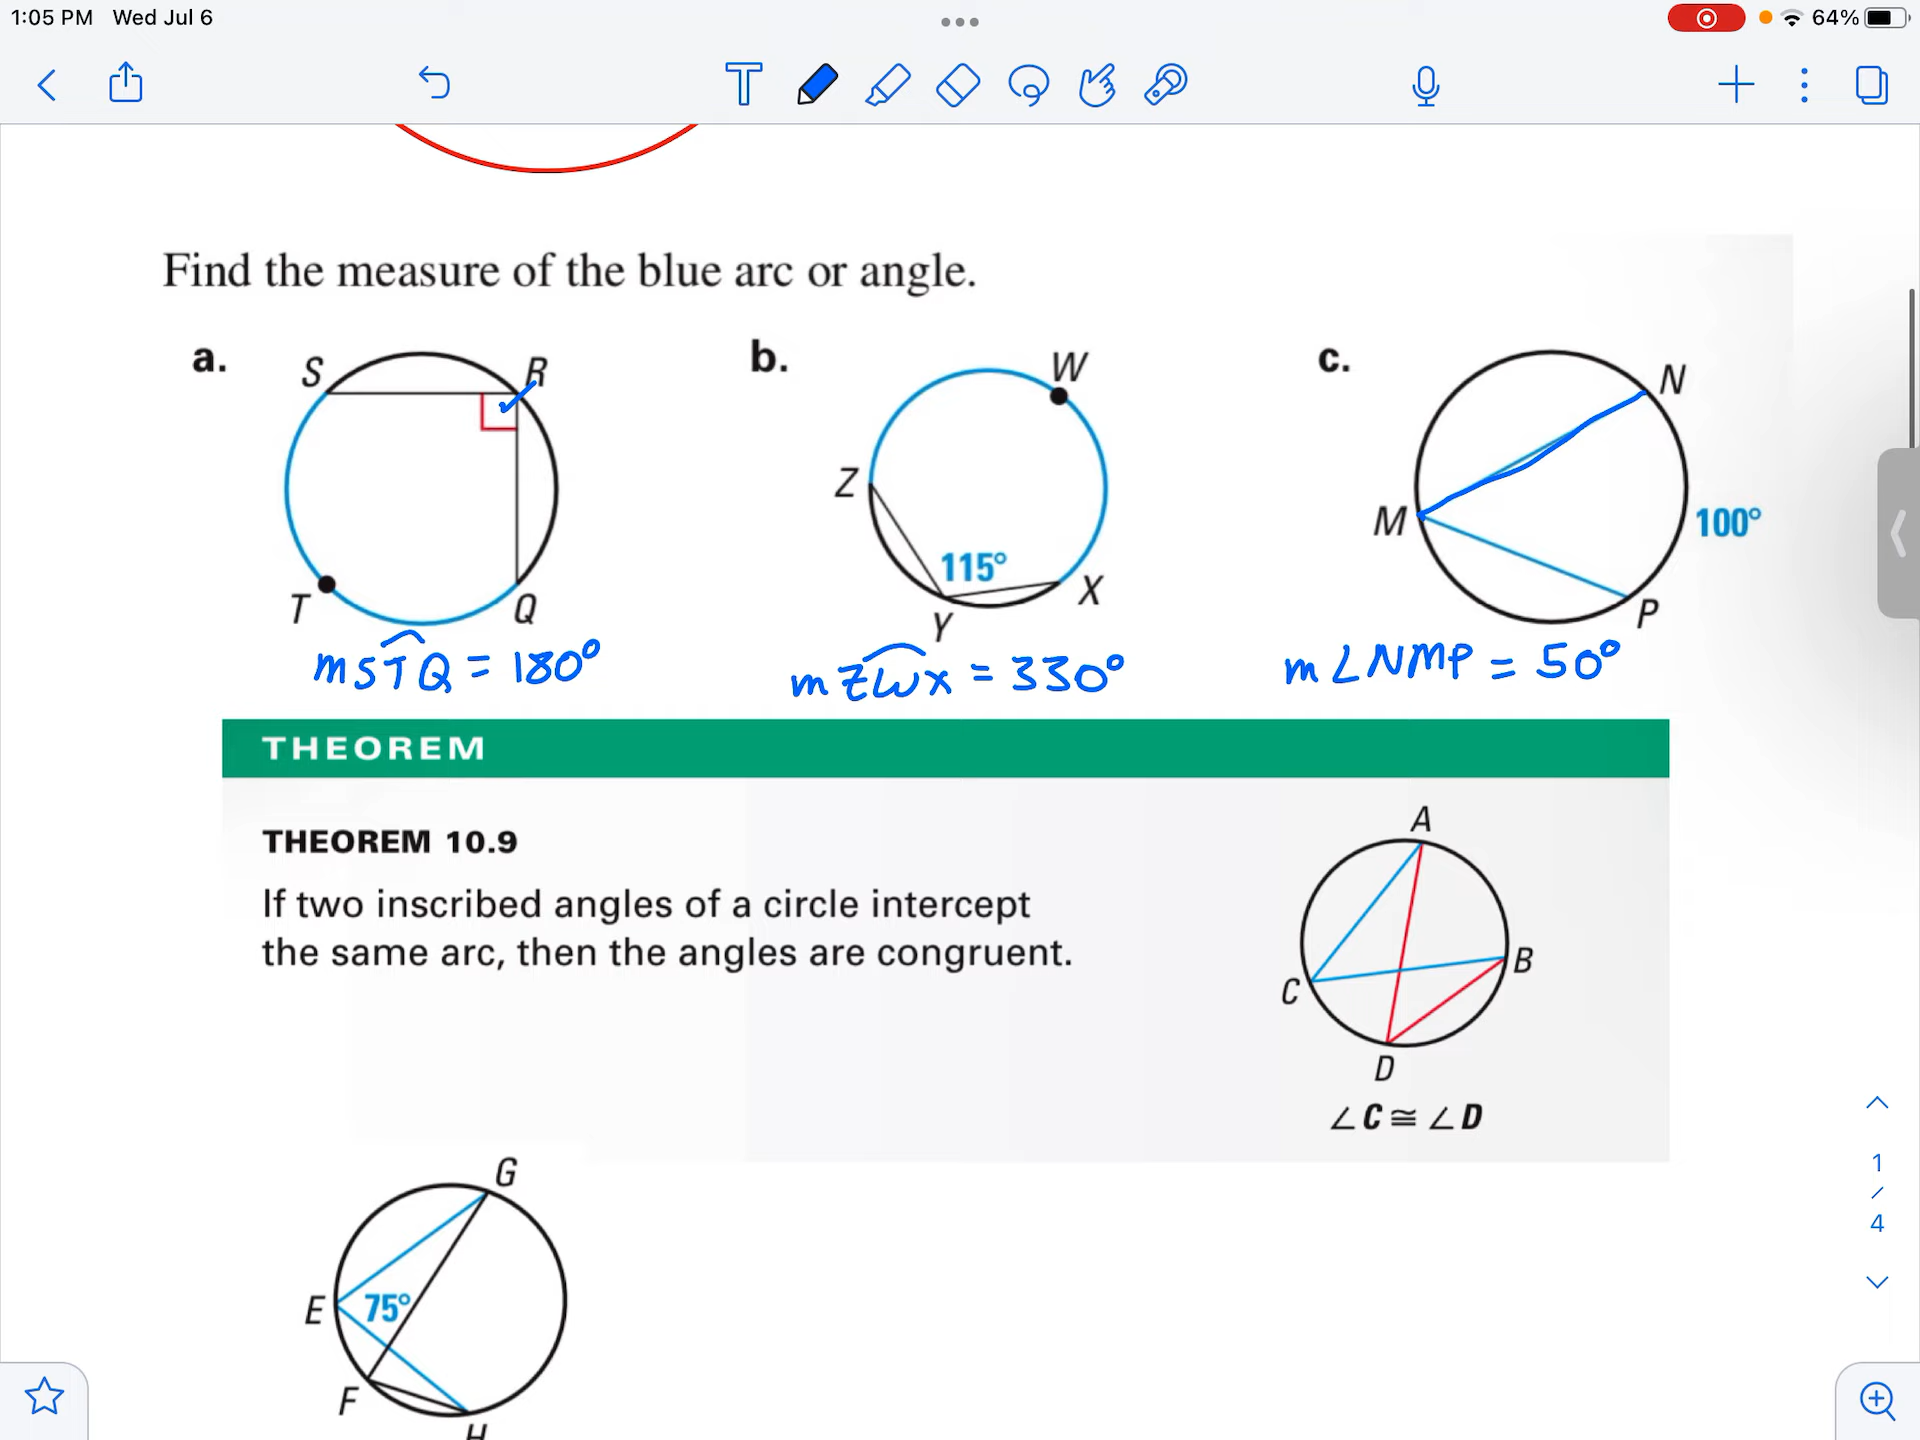 1:05 PM Wed Jul 6
64%
Find the measure of the blue arc or angle.
a. S R T Q
b. W Z 115° X Y
c. N M 100° P
mSTQ = 180°
mZWX = 330°
m∠NMP = 50°
THEOREM
THEOREM 10.9
If two inscribed angles of a circle intercept
the same arc, then the angles are congruent.
A
B
C
D
∠C ≅ ∠D
G
E 75°
F
H
1
/
4